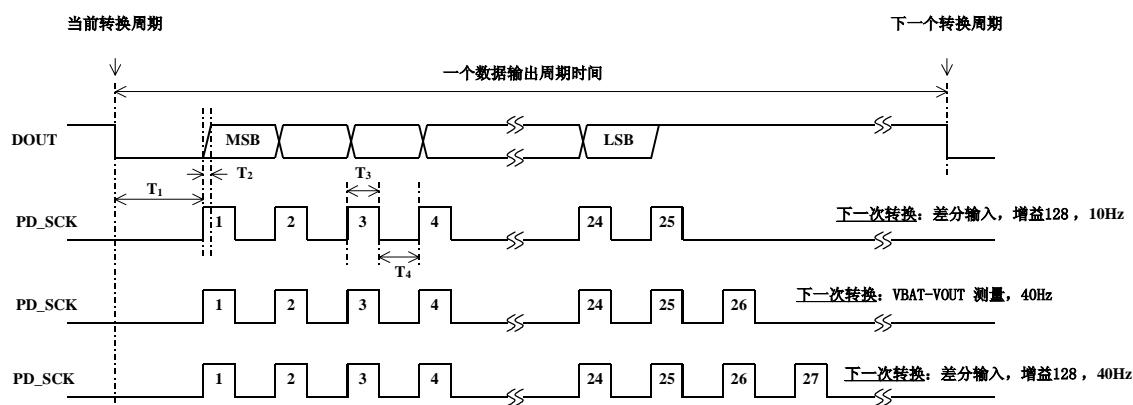 当前转换周期
下一个转换周期
一个数据输出周期时间
DOUT
MSB
LSB
T1
T2
T3
PD_SCK
1
2
3
4
24
25
下一次转换：差分输入，增益128，10Hz
T4
PD_SCK
1
2
3
4
24
25
26
下一次转换：VBAT-VOUT 测量，40Hz
PD_SCK
1
2
3
4
24
25
26
27
下一次转换：差分输入，增益128，40Hz